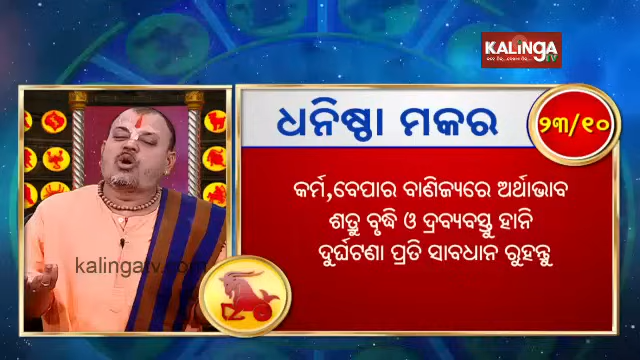 KALINGA
TV
ଧନିଷ୍ଠା ମକର
୨୩/୧୦
କର୍ମ,ବେପାର ବାଣିଜ୍ୟରେ ଅର୍ଥାଭାବ
ଶତ୍ରୁ ବୃଦ୍ଧି ଓ ଦ୍ରବ୍ୟବସ୍ତୁ ହାନି
ଦୁର୍ଘଟଣା ପ୍ରତି ସାବଧାନ ରୁହନ୍ତୁ
kalingatv.com